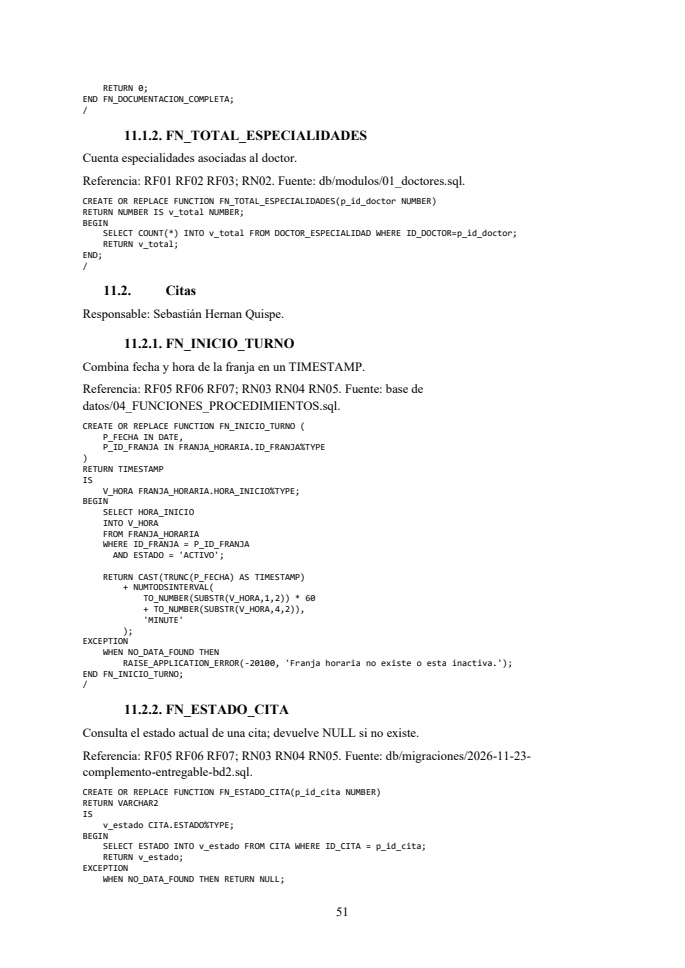 RETURN 0;
END FN_DOCUMENTACION_COMPLETA;
/
11.1.2. FN_TOTAL_ESPECIALIDADES
Cuenta especialidades asociadas al doctor.
Referencia: RF01 RF02 RF03; RN02. Fuente: db/modulos/01_doctores.sql.
CREATE OR REPLACE FUNCTION FN_TOTAL_ESPECIALIDADES(p_id_doctor NUMBER)
RETURN NUMBER IS v_total NUMBER;
BEGIN
    SELECT COUNT(*) INTO v_total FROM DOCTOR_ESPECIALIDAD WHERE ID_DOCTOR=p_id_doctor;
    RETURN v_total;
END;
/
11.2. Citas
Responsable: Sebastián Hernan Quispe.
11.2.1. FN_INICIO_TURNO
Combina fecha y hora de la franja en un TIMESTAMP.
Referencia: RF05 RF06 RF07; RN03 RN04 RN05. Fuente: base de
datos/04_FUNCIONES_PROCEDIMIENTOS.sql.
CREATE OR REPLACE FUNCTION FN_INICIO_TURNO (
    P_FECHA IN DATE,
    P_ID_FRANJA IN FRANJA_HORARIA.ID_FRANJA%TYPE
)
RETURN TIMESTAMP
IS
    V_HORA FRANJA_HORARIA.HORA_INICIO%TYPE;
BEGIN
    SELECT HORA_INICIO
    INTO V_HORA
    FROM FRANJA_HORARIA
    WHERE ID_FRANJA = P_ID_FRANJA
      AND ESTADO = 'ACTIVO';
    RETURN CAST(TRUNC(P_FECHA) AS TIMESTAMP)
        + NUMTODSINTERVAL(
            TO_NUMBER(SUBSTR(V_HORA,1,2)) * 60
            + TO_NUMBER(SUBSTR(V_HORA,4,2)),
            'MINUTE'
        );
EXCEPTION
    WHEN NO_DATA_FOUND THEN
        RAISE_APPLICATION_ERROR(-20100, 'Franja horaria no existe o esta inactiva.');
END FN_INICIO_TURNO;
/
11.2.2. FN_ESTADO_CITA
Consulta el estado actual de una cita; devuelve NULL si no existe.
Referencia: RF05 RF06 RF07; RN03 RN04 RN05. Fuente: db/migraciones/2026-11-23-
complemento-entregable-bd2.sql.
CREATE OR REPLACE FUNCTION FN_ESTADO_CITA(p_id_cita NUMBER)
RETURN VARCHAR2
IS
    v_estado CITA.ESTADO%TYPE;
BEGIN
    SELECT ESTADO INTO v_estado FROM CITA WHERE ID_CITA = p_id_cita;
    RETURN v_estado;
EXCEPTION
    WHEN NO_DATA_FOUND THEN RETURN NULL;
51